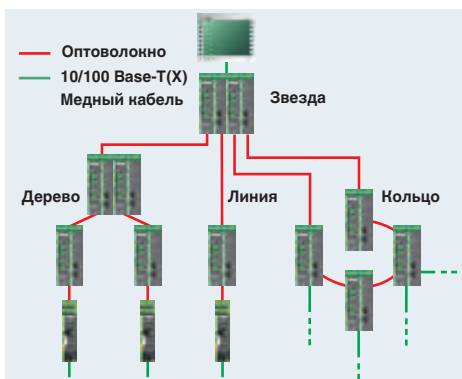 Оптоволокно
10/100 Base-T(X)
Медный кабель
Звезда
Дерево
Линия
Кольцо